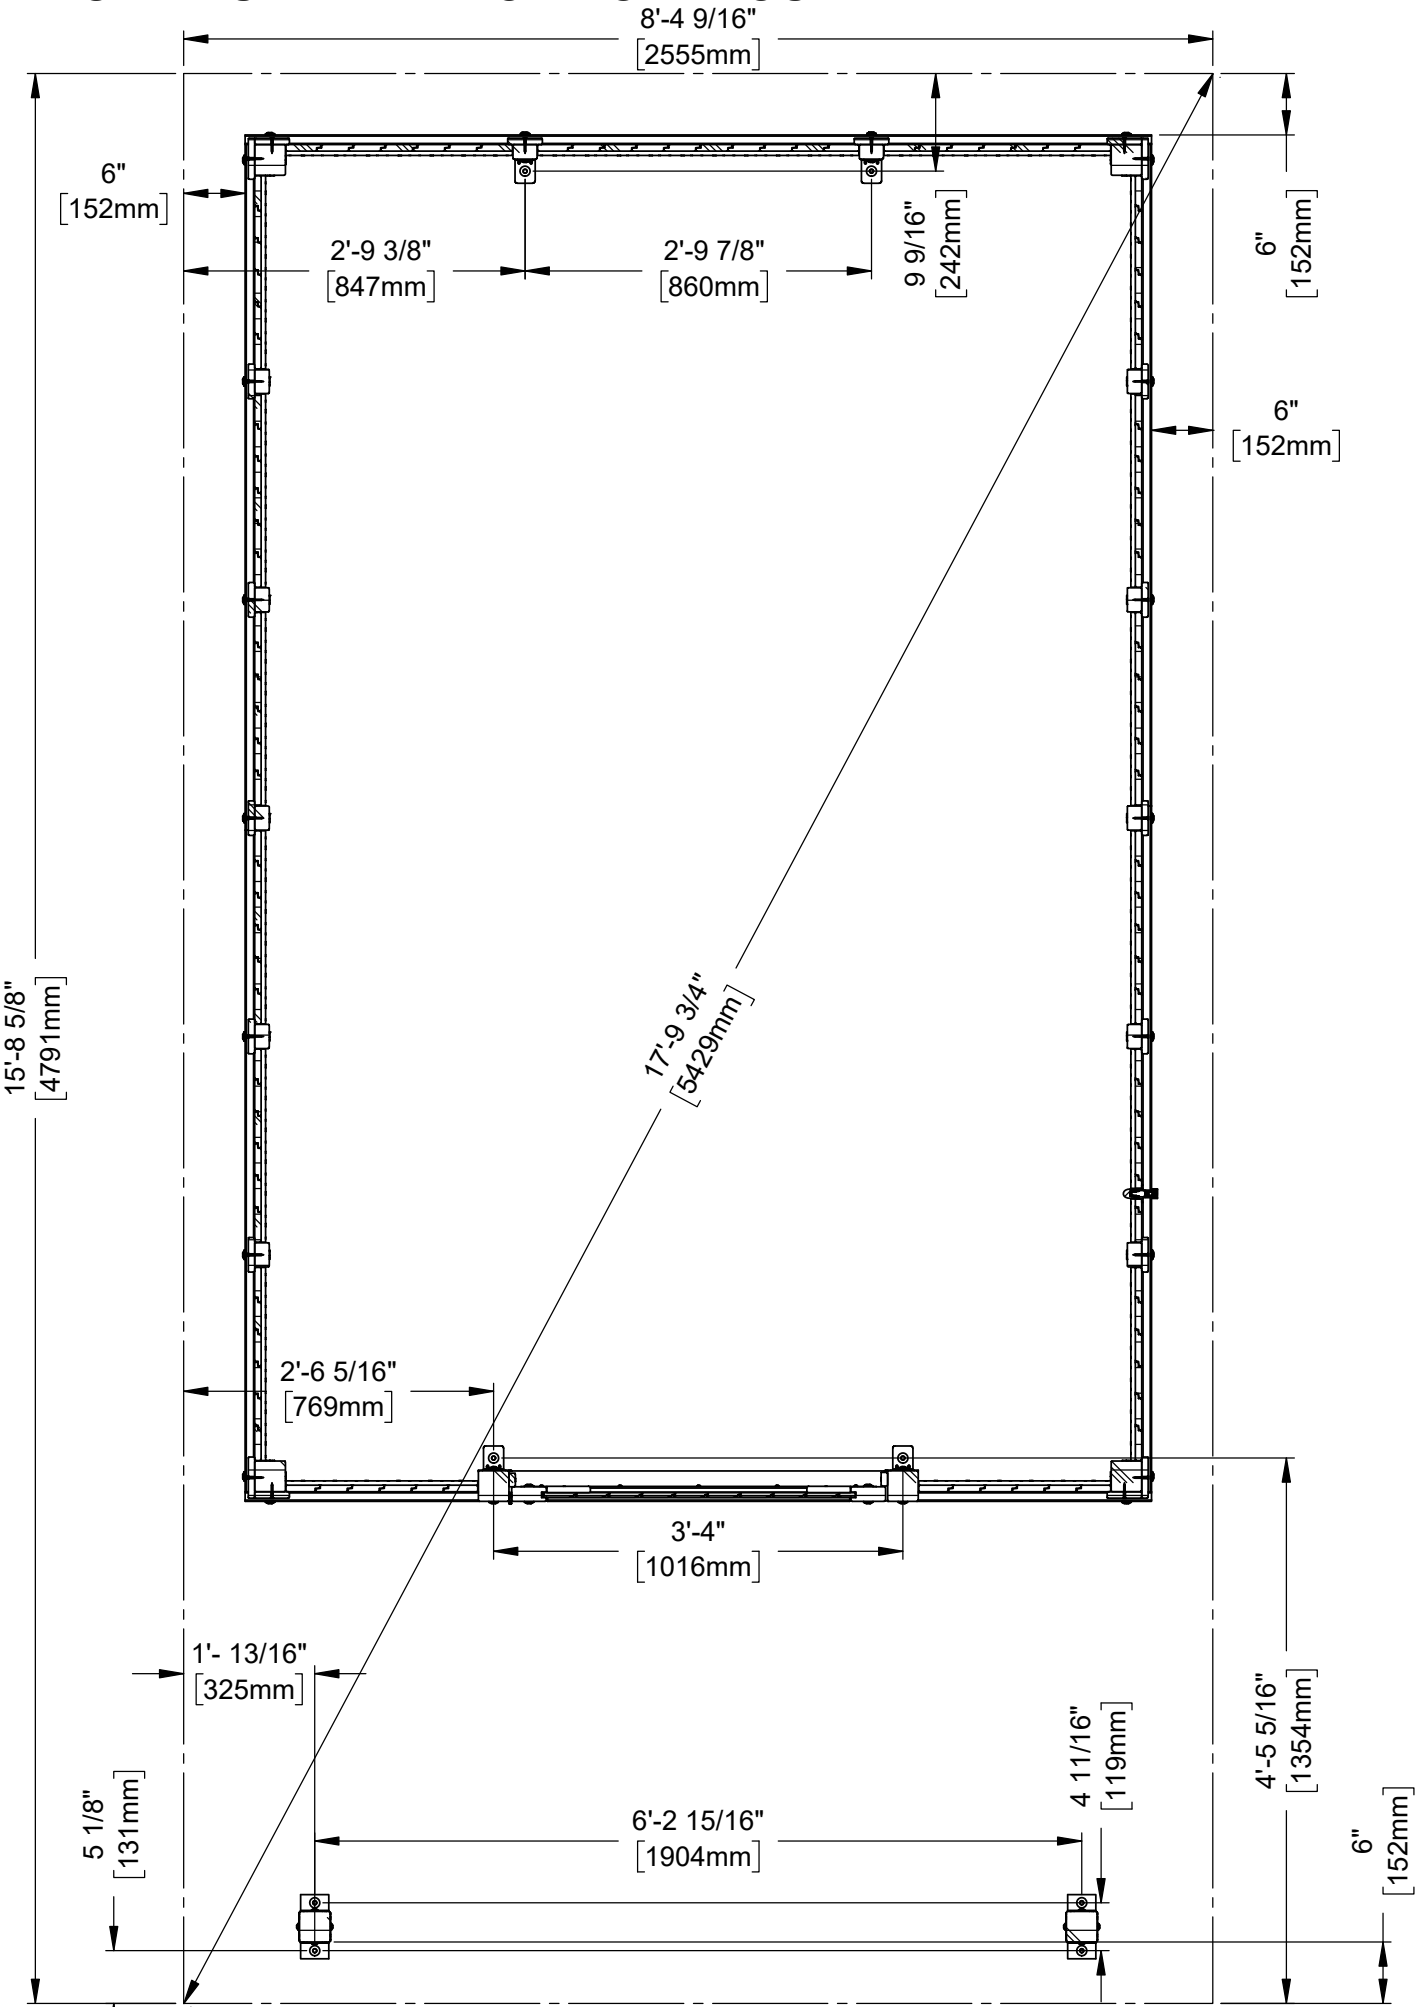 8'-4 9/16"
[2555mm]
6"
[152mm]
2'-9 3/8"
[847mm]
2'-9 7/8"
[860mm]
9 9/16"
[242mm]
6"
[152mm]
6"
[152mm]
15'-8 5/8"
[4791mm]
17'-9 3/4"
[5429mm]
2'-6 5/16"
[769mm]
3'-4"
[1016mm]
1'- 13/16"
[325mm]
4 11/16"
[119mm]
4'-5 5/16"
[1354mm]
5 1/8"
[131mm]
6'-2 15/16"
[1904mm]
6"
[152mm]